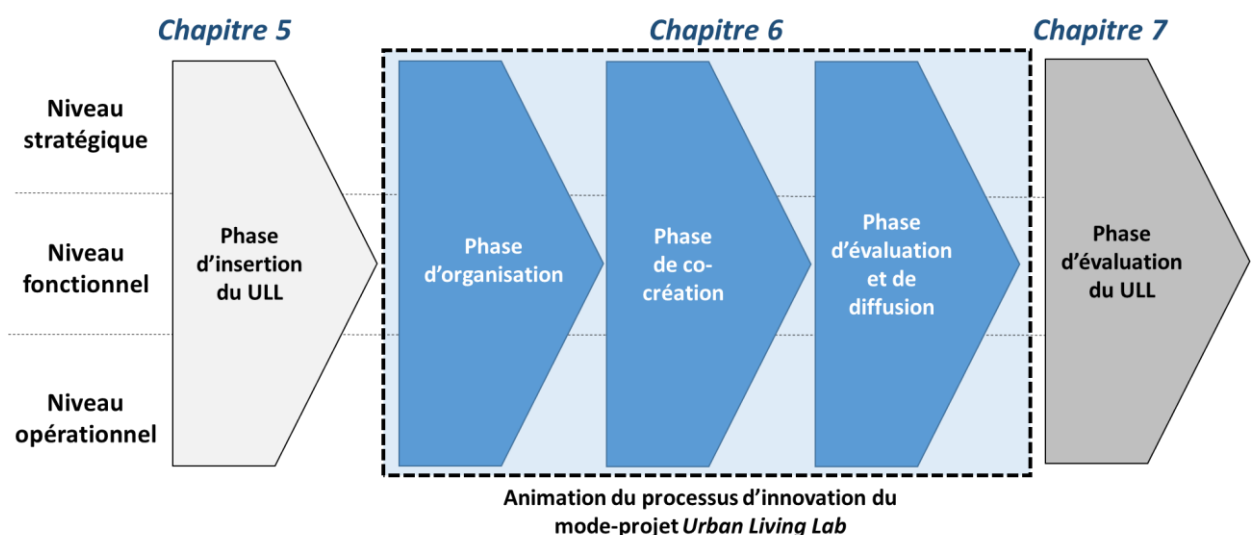 Chapitre 5
Chapitre 6
Chapitre 7
Niveau
stratégique
Niveau
fonctionnel
Niveau
opérationnel
Phase
d’insertion
du ULL
Phase
d’organisation
Phase
de co-
création
Phase
d’évaluation
et de
diffusion
Phase
d’évaluation
du ULL
Animation du processus d’innovation du
mode-projet Urban Living Lab